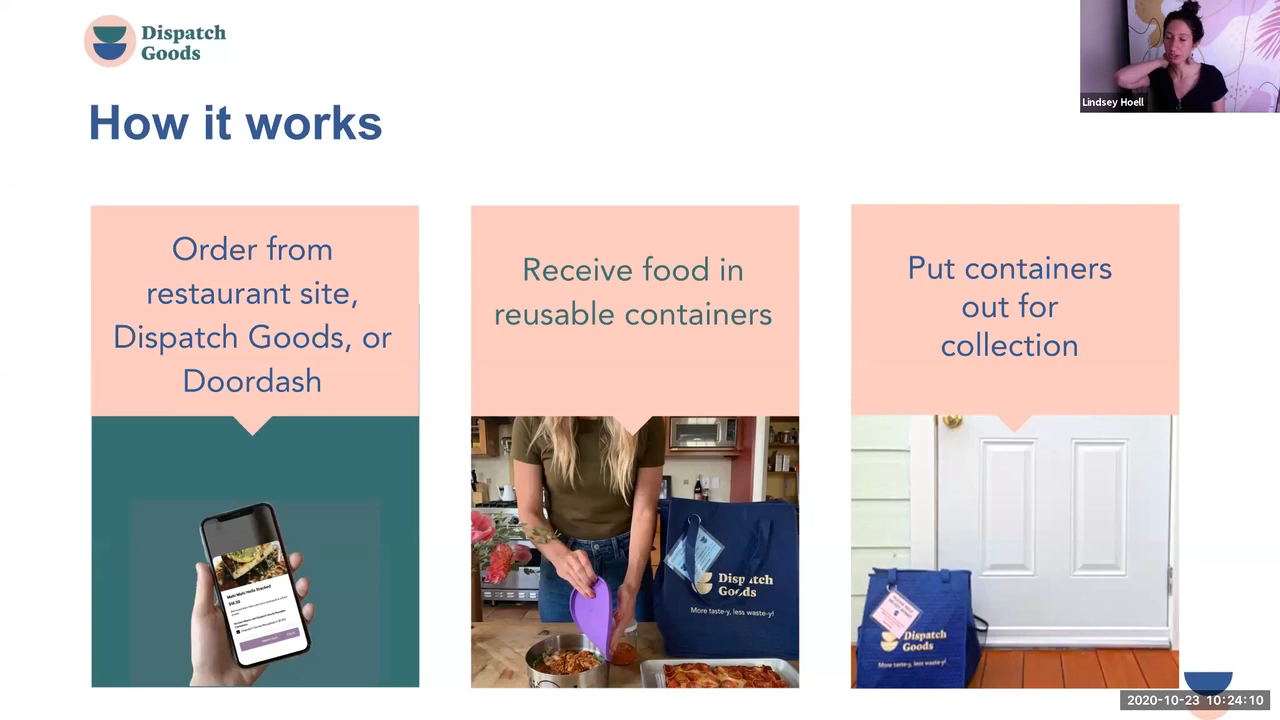 Dispatch
Goods
Lindsey Hoell
How it works
Order from
restaurant site,
Dispatch Goods, or
Doordash
Receive food in
reusable containers
Put containers
out for
collection
Dispatch
Goods
More taste-y, less waste-y!
Dispatch
Goods
More taste-y, less waste-y!
2020-10-23 10:24:10